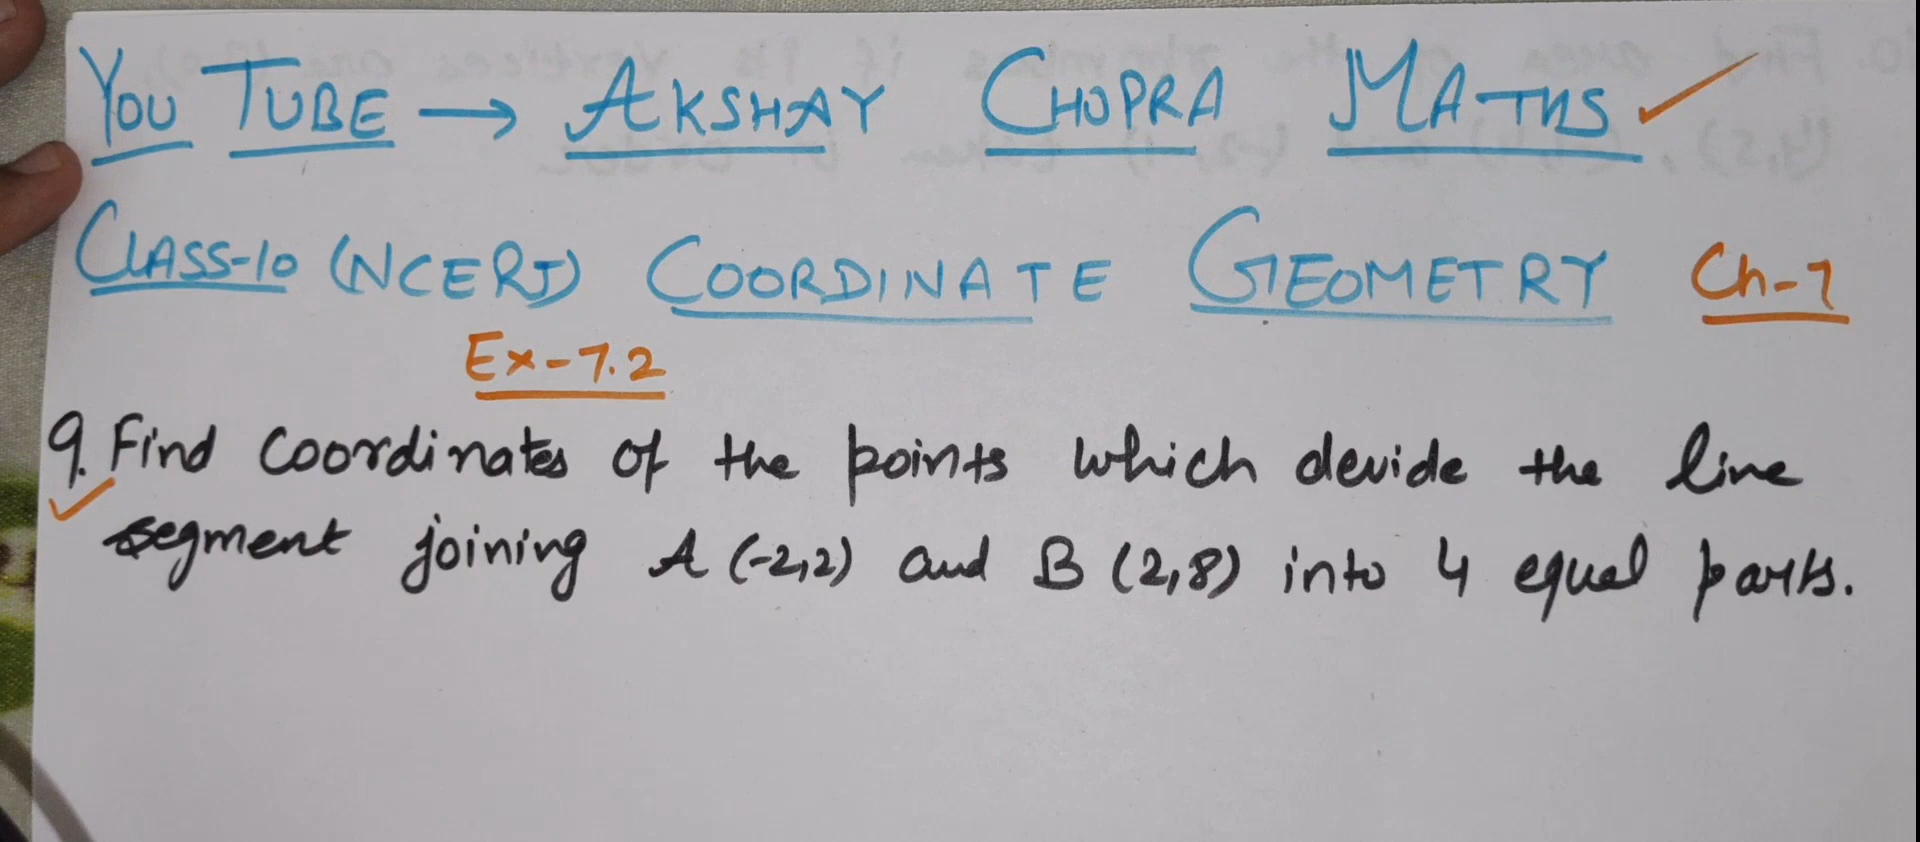 YOU TUBE → AKSHAY CHOPRA MATHS ✓
CLASS-10 (NCERT) COORDINATE GEOMETRY Ch-7
Ex-7.2
9. Find coordinates of the points which devide the line
segment joining A (-2,2) and B (2,8) into 4 equal parts.